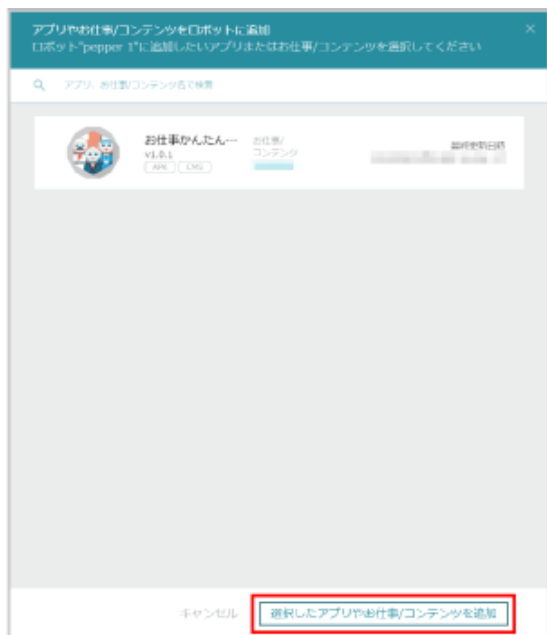 アプリやお仕事/コンテンツをロボットに追加
ロボット"pepper 1"に追加したいアプリまたはお仕事/コンテンツを選択してください
アプリ、お仕事/コンテンツ名で検索
お仕事かんたん…
v1.0.1
APK CMS
お仕事/
コンテンツ
最終更新日時
キャンセル
選択したアプリやお仕事/コンテンツを追加